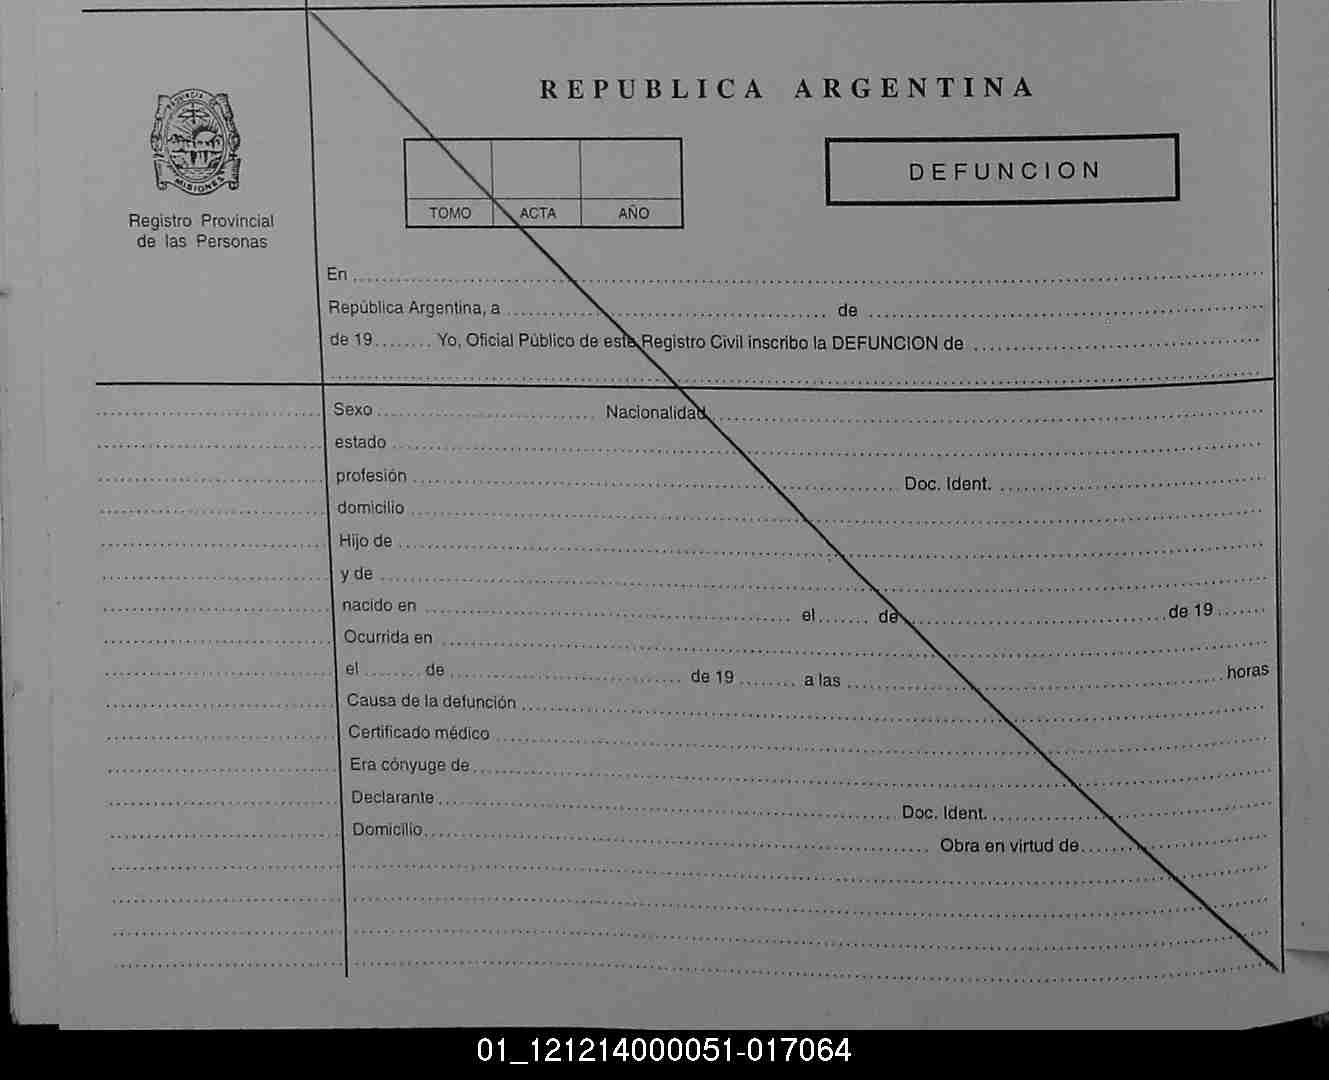 PROVINCIA DE
MISIONES
Registro Provincial
de las Personas
REPUBLICA ARGENTINA
TOMO ACTA AÑO
DEFUNCION
En
República Argentina, a de
de 19 Yo, Oficial Público de este Registro Civil inscribo la DEFUNCION de
Sexo Nacionalidad
estado
profesión Doc. Ident.
domicilio
Hijo de
y de
nacido en el de de 19
Ocurrida en
el de de 19 a las horas
Causa de la defunción
Certificado médico
Era cónyuge de
Declarante Doc. Ident.
Domicilio Obra en virtud de
01_121214000051-017064